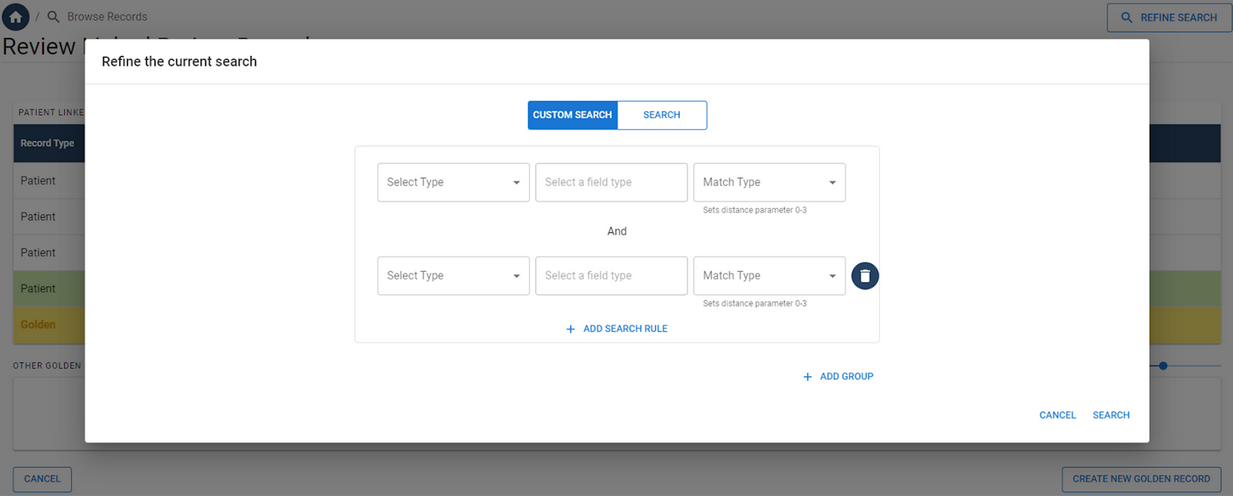 / Browse Records
REFINE SEARCH
Review
Refine the current search
CUSTOM SEARCH SEARCH
PATIENT LINKE
Record Type
Select Type Select a field type Match Type
Patient
Sets distance parameter 0-3
Patient
And
Patient
Select Type Select a field type Match Type
Patient
Sets distance parameter 0-3
Golden
+ ADD SEARCH RULE
OTHER GOLDEN
+ ADD GROUP
CANCEL SEARCH
CANCEL
CREATE NEW GOLDEN RECORD